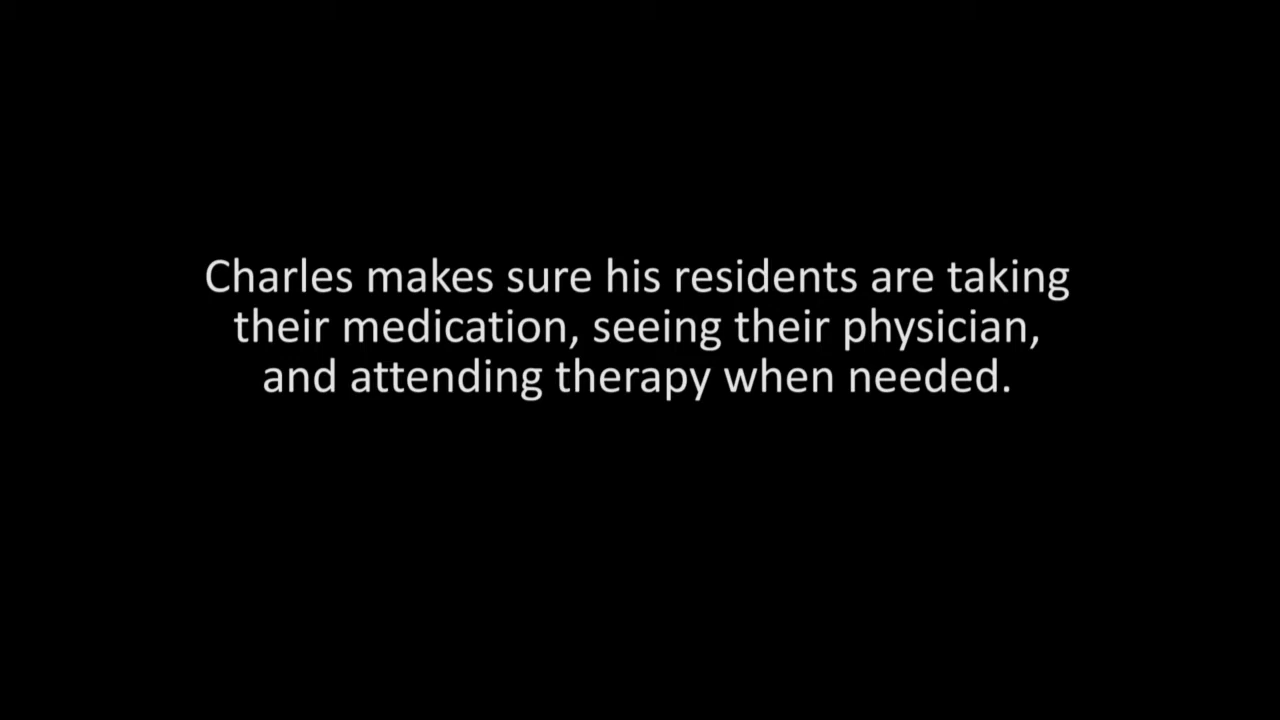 Charles makes sure his residents are taking
their medication, seeing their physician,
and attending therapy when needed.